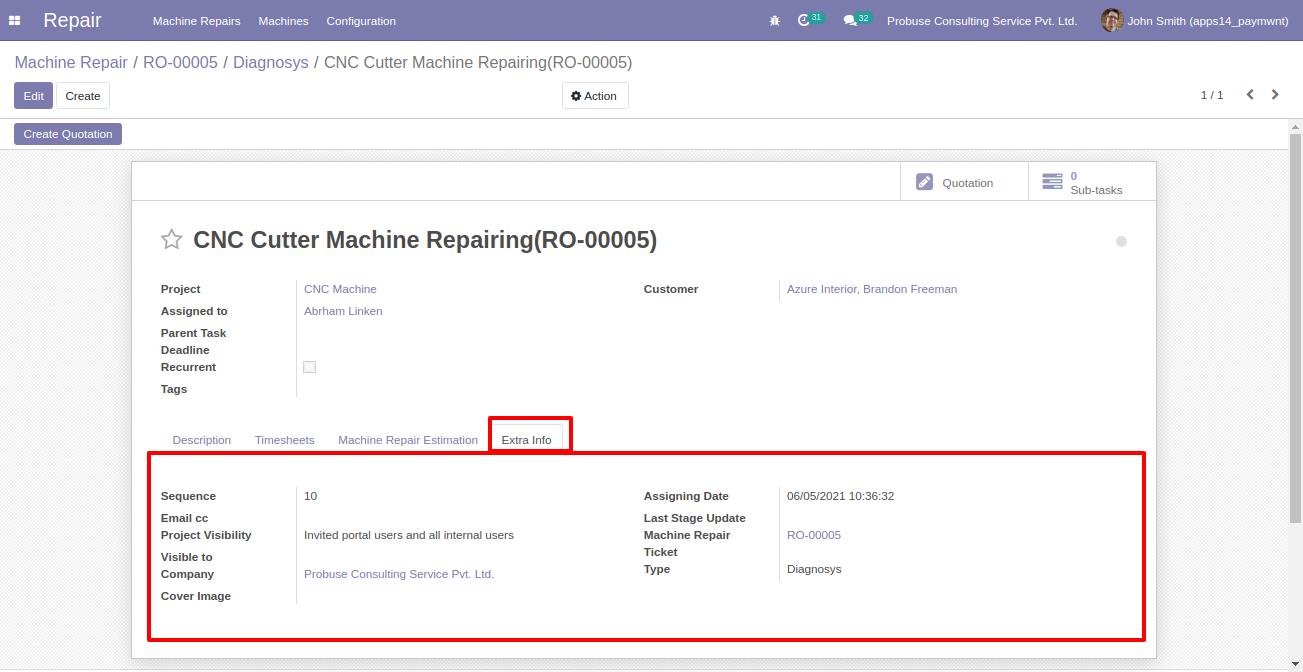 Repair Machine Repairs Machines Configuration 31 32 Probuse Consulting Service Pvt. Ltd. John Smith (apps14_paymwnt)
Machine Repair / RO-00005 / Diagnosys / CNC Cutter Machine Repairing(RO-00005)
Edit Create Action 1 / 1
Create Quotation
Quotation
0
Sub-tasks
CNC Cutter Machine Repairing(RO-00005)
Project CNC Machine
Assigned to Abrham Linken
Parent Task
Deadline
Recurrent
Tags
Customer Azure Interior, Brandon Freeman
Description Timesheets Machine Repair Estimation Extra Info
Sequence 10
Email cc
Project Visibility Invited portal users and all internal users
Visible to
Company Probuse Consulting Service Pvt. Ltd.
Cover Image
Assigning Date 06/05/2021 10:36:32
Last Stage Update
Machine Repair RO-00005
Ticket
Type Diagnosys